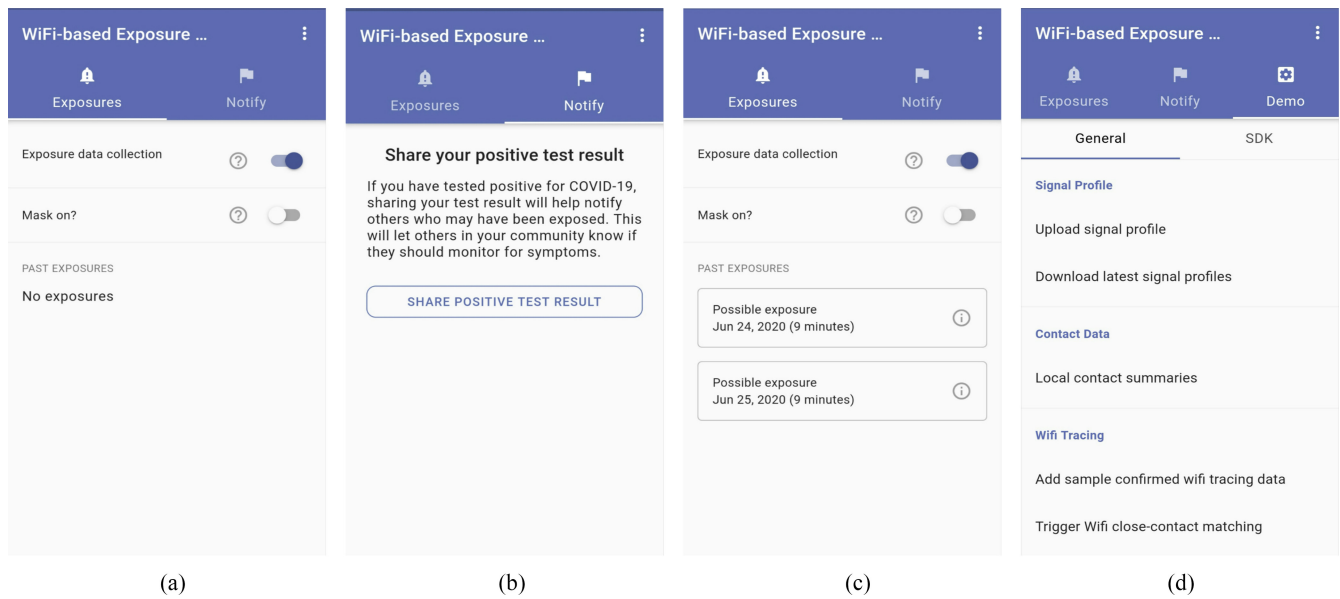 WiFi-based Exposure ...
Exposures
Notify
Exposure data collection
Mask on?
PAST EXPOSURES
No exposures
(a)
WiFi-based Exposure ...
Exposures
Notify
Share your positive test result
If you have tested positive for COVID-19,
sharing your test result will help notify
others who may have been exposed. This
will let others in your community know if
they should monitor for symptoms.
SHARE POSITIVE TEST RESULT
(b)
WiFi-based Exposure ...
Exposures
Notify
Exposure data collection
Mask on?
PAST EXPOSURES
Possible exposure
Jun 24, 2020 (9 minutes)
Possible exposure
Jun 25, 2020 (9 minutes)
(c)
WiFi-based Exposure ...
Exposures
Notify
Demo
General
SDK
Signal Profile
Upload signal profile
Download latest signal profiles
Contact Data
Local contact summaries
Wifi Tracing
Add sample confirmed wifi tracing data
Trigger Wifi close-contact matching
(d)